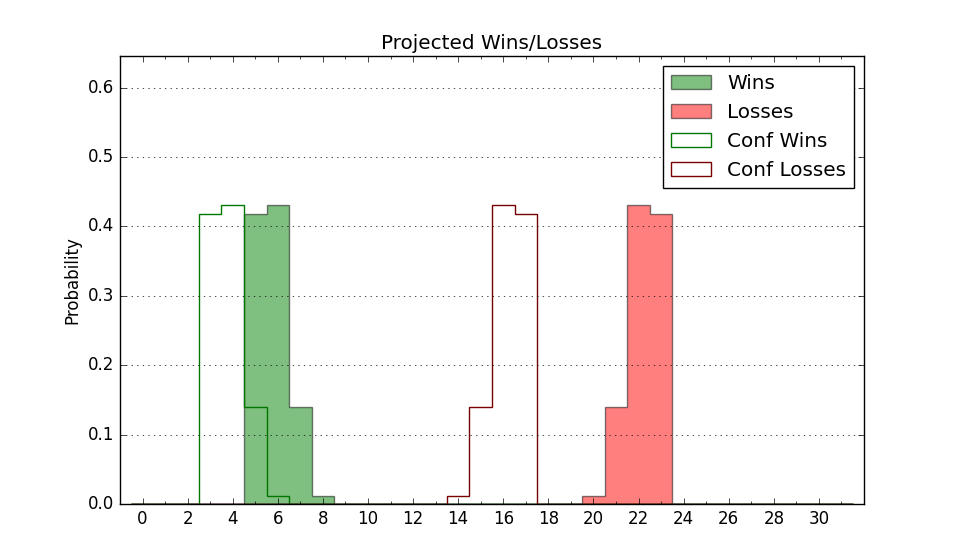 Projected Wins/Losses
Wins
Losses
Conf Wins
Conf Losses
Probability
0.6
0.5
0.4
0.3
0.2
0.1
0.0
0 2 4 6 8 10 12 14 16 18 20 22 24 26 28 30